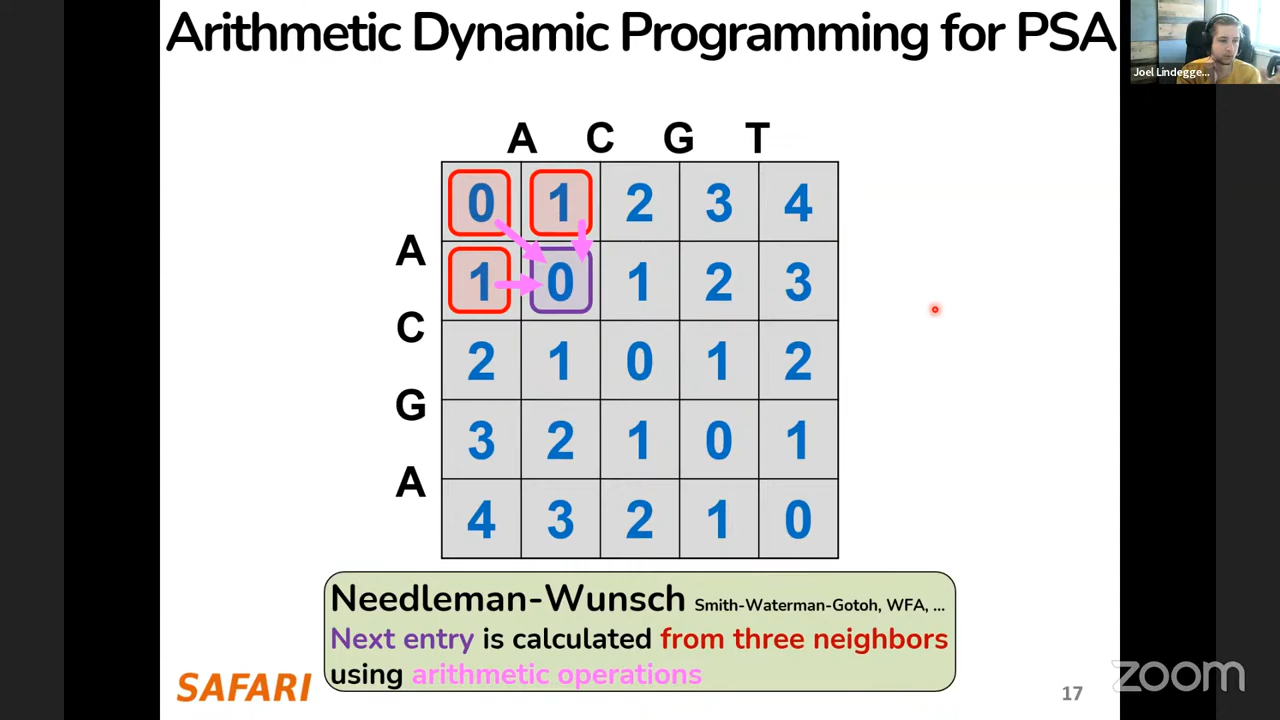 Arithmetic Dynamic Programming for PSA
Joel Lindegge...
A C G T
0 1 2 3 4
A
1 0 1 2 3
C
2 1 0 1 2
G
3 2 1 0 1
A
4 3 2 1 0
Needleman-Wunsch Smith-Waterman-Gotoh, WFA, ...
Next entry is calculated from three neighbors
using arithmetic operations
SAFARI
17
zoom